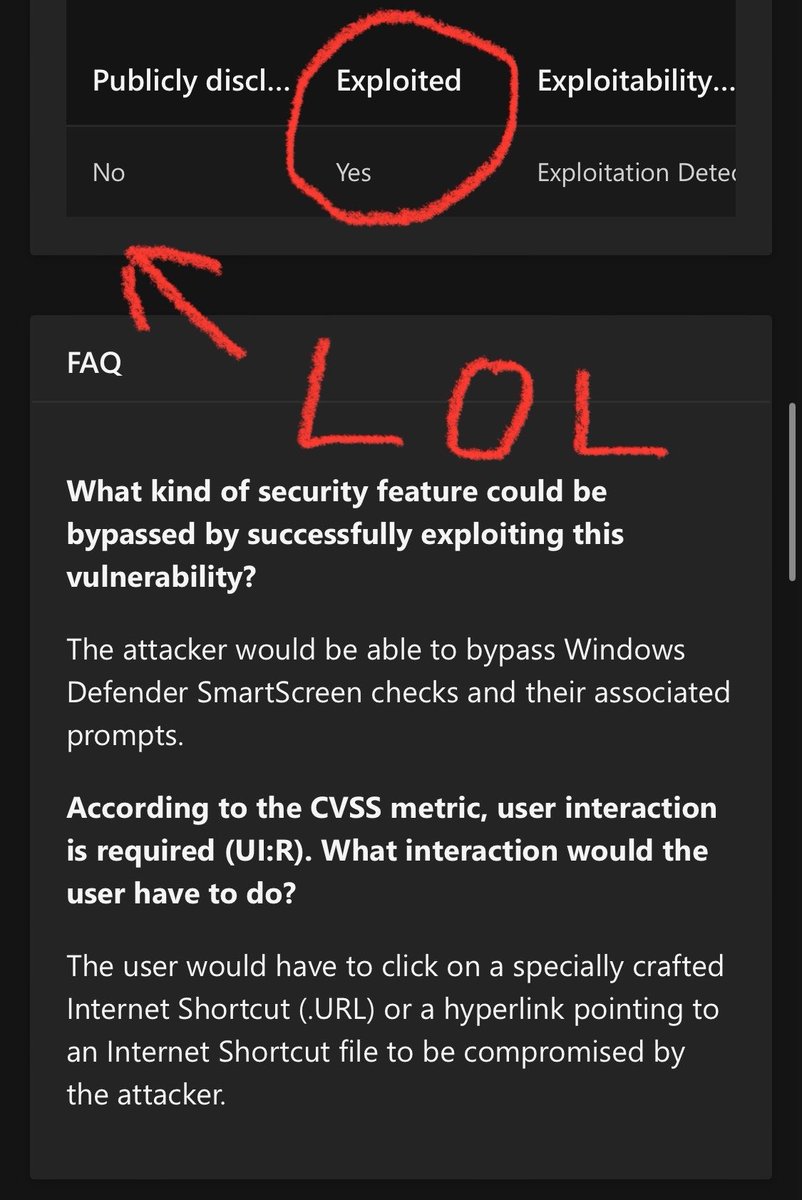 Publicly discl... Exploited Exploitability...
No Yes Exploitation Detec
LOL
FAQ
What kind of security feature could be
bypassed by successfully exploiting this
vulnerability?
The attacker would be able to bypass Windows
Defender SmartScreen checks and their associated
prompts.
According to the CVSS metric, user interaction
is required (UI:R). What interaction would the
user have to do?
The user would have to click on a specially crafted
Internet Shortcut (.URL) or a hyperlink pointing to
an Internet Shortcut file to be compromised by
the attacker.